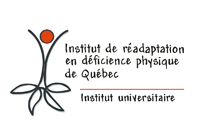 Institut de réadaptation
en déficience physique
de Québec
Institut universitaire